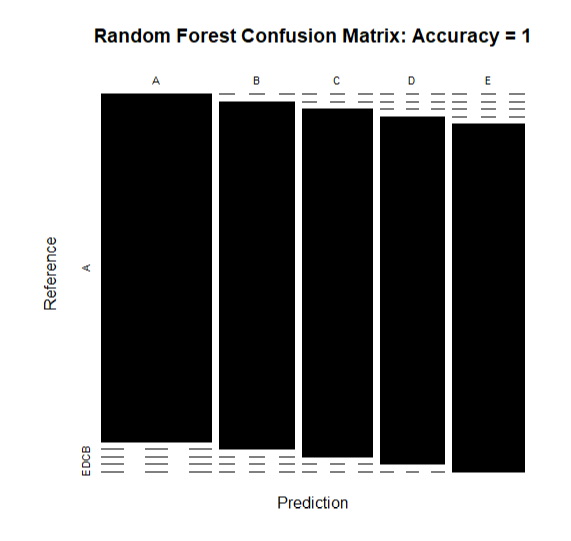 Random Forest Confusion Matrix: Accuracy = 1
A B C D E
Reference
A
EDCB
Prediction